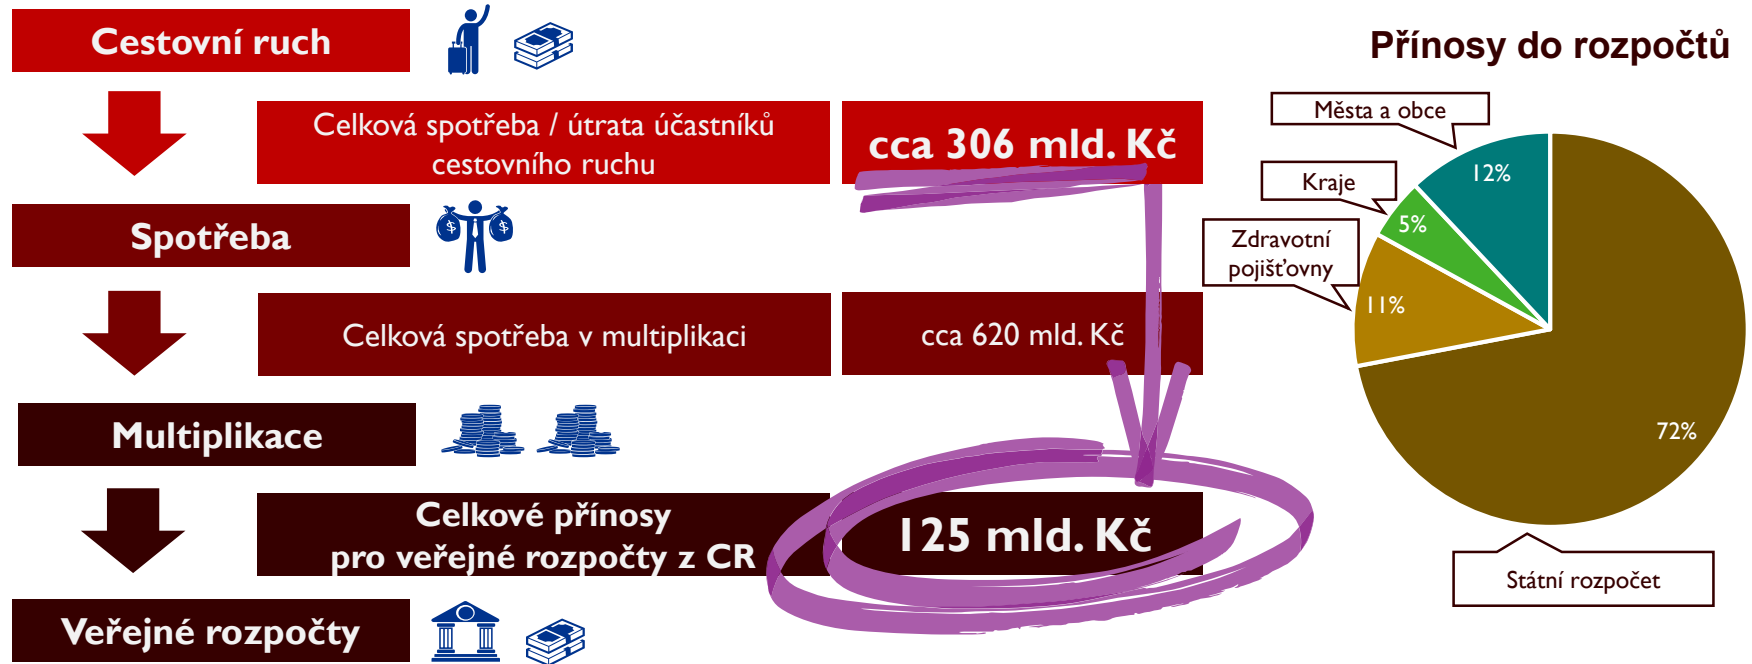 Cestovní ruch
Celková spotřeba / útrata účastníků
cestovního ruchu
cca 306 mld. Kč
Spotřeba
Celková spotřeba v multiplikaci
cca 620 mld. Kč
Multiplikace
Celkové přínosy
pro veřejné rozpočty z CR
125 mld. Kč
Veřejné rozpočty
Přínosy do rozpočtů
Města a obce
12%
Kraje
5%
Zdravotní
pojišťovny
11%
72%
Státní rozpočet